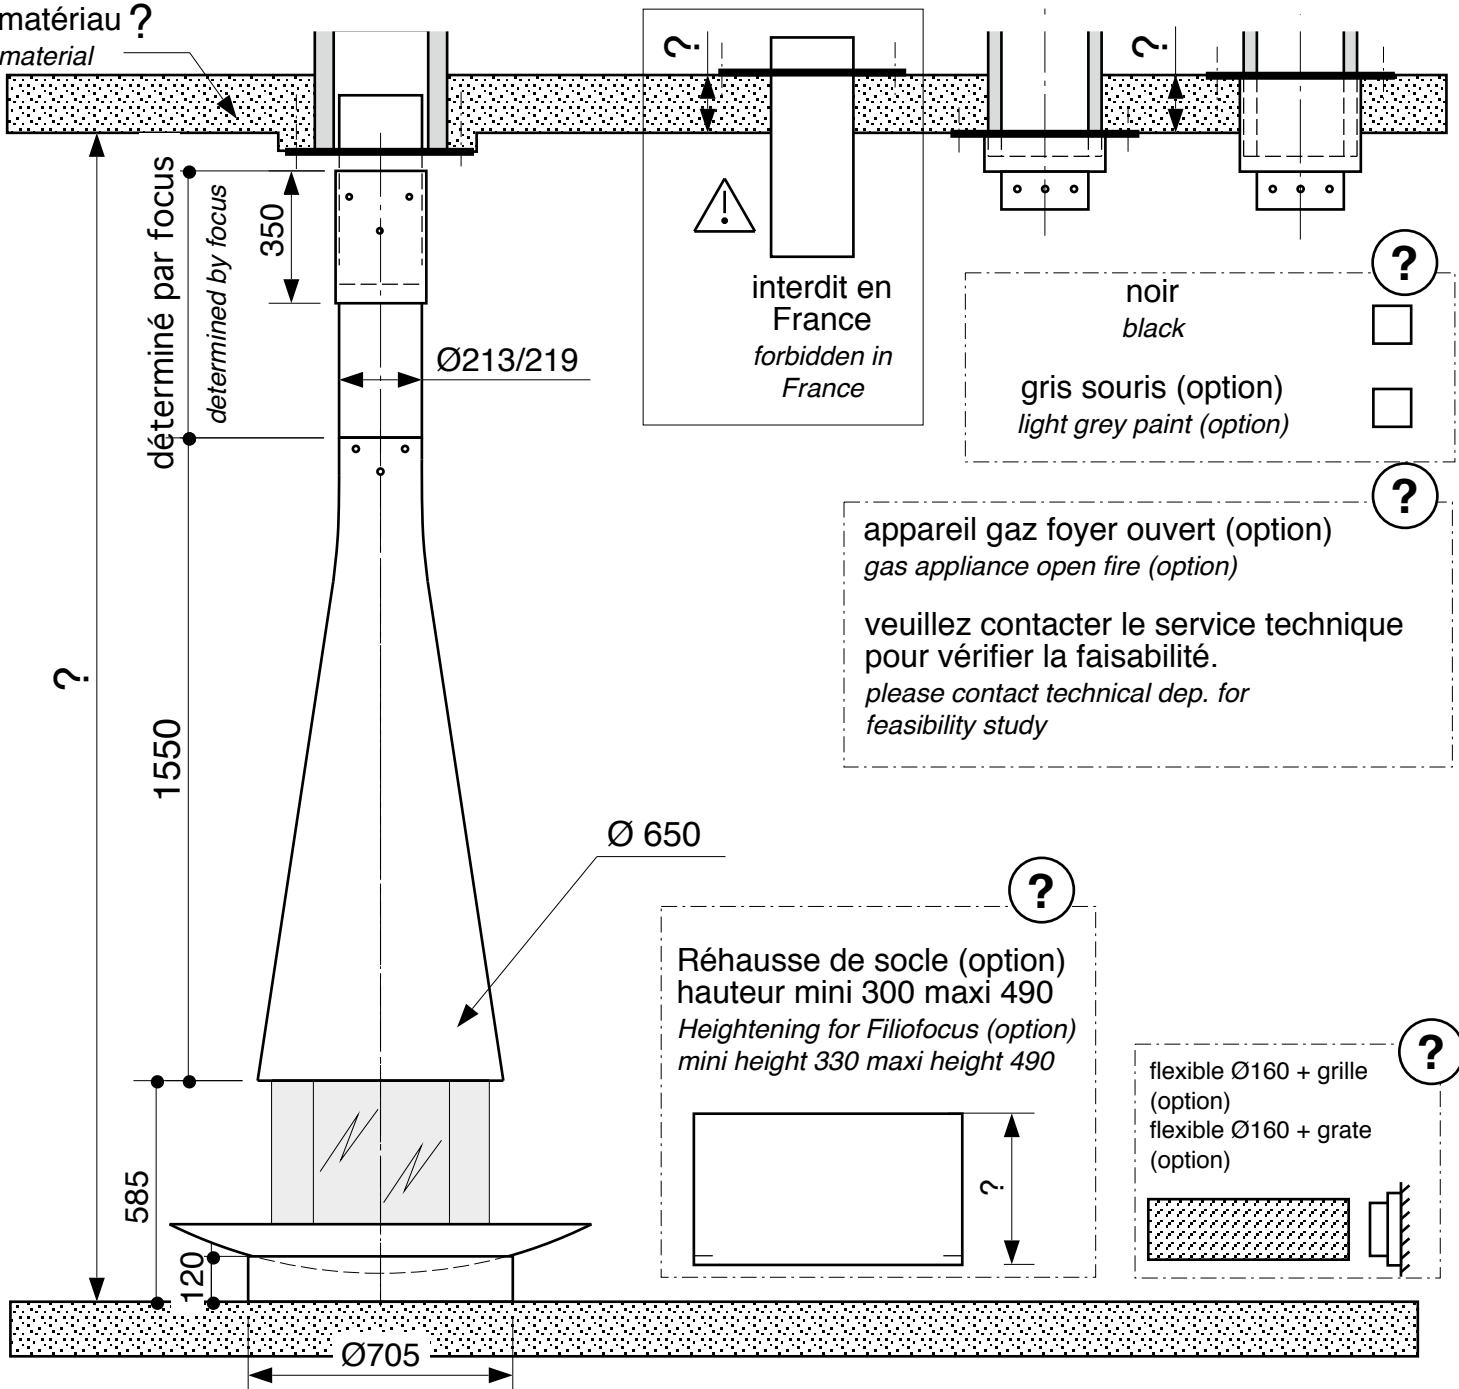 matériau ?
material
?
?
déterminé par focus
determined by focus
350
Ø213/219
interdit en
France
forbidden in
France
?
noir
black
gris souris (option)
light grey paint (option)
?
appareil gaz foyer ouvert (option)
gas appliance open fire (option)
veuillez contacter le service technique
pour vérifier la faisabilité.
please contact technical dep. for
feasibility study
?
1550
Ø 650
?
Réhausse de socle (option)
hauteur mini 300 maxi 490
Heightening for Filiofocus (option)
mini height 330 maxi height 490
?
?
flexible Ø160 + grille
(option)
flexible Ø160 + grate
(option)
585
120
Ø705